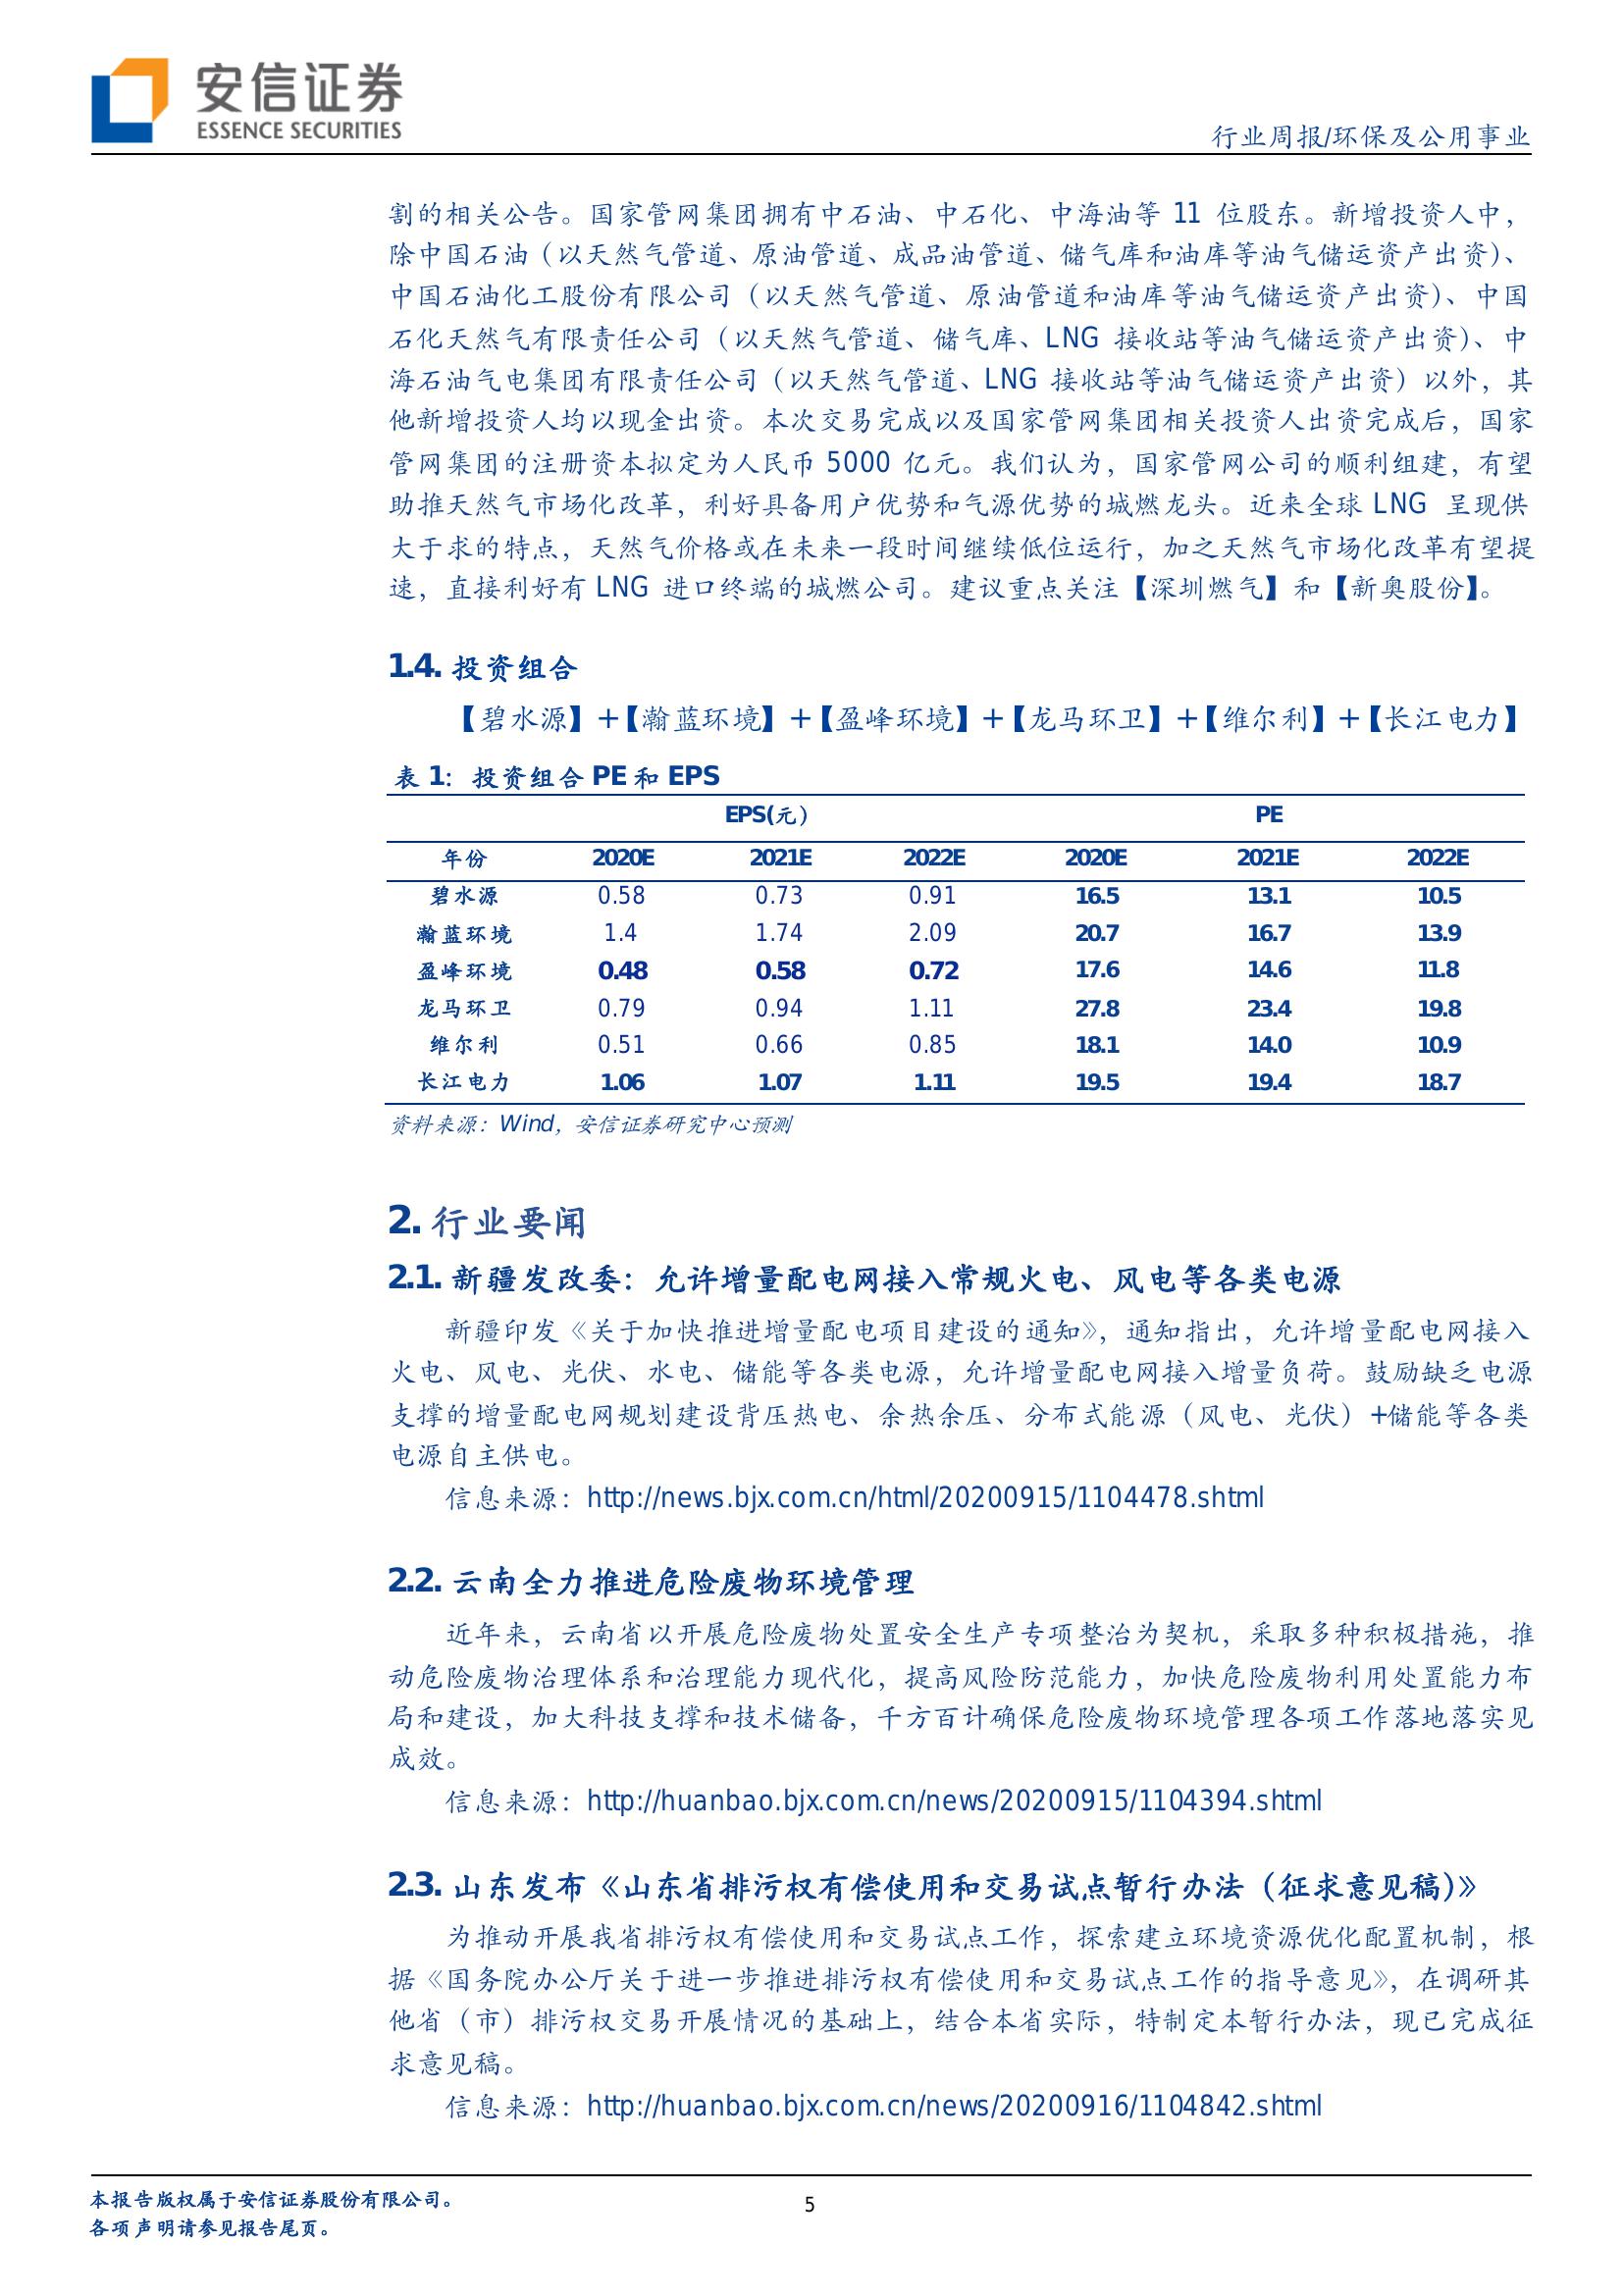 安信证券
ESSENCE SECURITIES
行业周报/环保及公用事业
割的相关公告。国家管网集团拥有中石油、中石化、中海油等 11 位股东。新增投资人中，
除中国石油（以天然气管道、原油管道、成品油管道、储气库和油库等油气储运资产出资）、
中国石油化工股份有限公司（以天然气管道、原油管道和油库等油气储运资产出资）、中国
石化天然气有限责任公司（以天然气管道、储气库、LNG 接收站等油气储运资产出资）、中
海石油气电集团有限责任公司（以天然气管道、LNG 接收站等油气储运资产出资）以外，其
他新增投资人均以现金出资。本次交易完成以及国家管网集团相关投资人出资完成后，国家
管网集团的注册资本拟定为人民币 5000 亿元。我们认为，国家管网公司的顺利组建，有望
助推天然气市场化改革，利好具备用户优势和气源优势的城燃龙头。近来全球 LNG 呈现供
大于求的特点，天然气价格或在未来一段时间继续低位运行，加之天然气市场化改革有望提
速，直接利好有 LNG 进口终端的城燃公司。建议重点关注【深圳燃气】和【新奥股份】。
1.4. 投资组合
【碧水源】+【瀚蓝环境】+【盈峰环境】+【龙马环卫】+【维尔利】+【长江电力】
表 1：投资组合 PE 和 EPS
EPS(元） PE
年份 2020E 2021E 2022E 2020E 2021E 2022E
碧水源 0.58 0.73 0.91 16.5 13.1 10.5
瀚蓝环境 1.4 1.74 2.09 20.7 16.7 13.9
盈峰环境 0.48 0.58 0.72 17.6 14.6 11.8
龙马环卫 0.79 0.94 1.11 27.8 23.4 19.8
维尔利 0.51 0.66 0.85 18.1 14.0 10.9
长江电力 1.06 1.07 1.11 19.5 19.4 18.7
资料来源：Wind，安信证券研究中心预测
2. 行业要闻
2.1. 新疆发改委：允许增量配电网接入常规火电、风电等各类电源
新疆印发《关于加快推进增量配电项目建设的通知》，通知指出，允许增量配电网接入
火电、风电、光伏、水电、储能等各类电源，允许增量配电网接入增量负荷。鼓励缺乏电源
支撑的增量配电网规划建设背压热电、余热余压、分布式能源（风电、光伏）+储能等各类
电源自主供电。
信息来源：http://news.bjx.com.cn/html/20200915/1104478.shtml
2.2. 云南全力推进危险废物环境管理
近年来，云南省以开展危险废物处置安全生产专项整治为契机，采取多种积极措施，推
动危险废物治理体系和治理能力现代化，提高风险防范能力，加快危险废物利用处置能力布
局和建设，加大科技支撑和技术储备，千方百计确保危险废物环境管理各项工作落地落实见
成效。
信息来源：http://huanbao.bjx.com.cn/news/20200915/1104394.shtml
2.3. 山东发布《山东省排污权有偿使用和交易试点暂行办法（征求意见稿）》
为推动开展我省排污权有偿使用和交易试点工作，探索建立环境资源优化配置机制，根
据《国务院办公厅关于进一步推进排污权有偿使用和交易试点工作的指导意见》，在调研其
他省（市）排污权交易开展情况的基础上，结合本省实际，特制定本暂行办法，现已完成征
求意见稿。
信息来源：http://huanbao.bjx.com.cn/news/20200916/1104842.shtml
本报告版权属于安信证券股份有限公司。
各项声明请参见报告尾页。
5